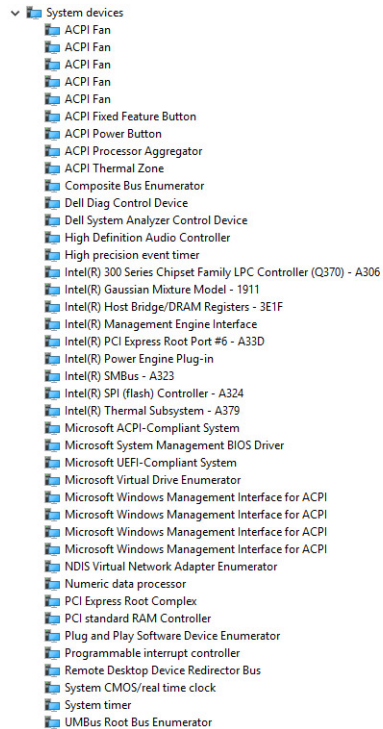 System devices
ACPI Fan
ACPI Fan
ACPI Fan
ACPI Fan
ACPI Fan
ACPI Fixed Feature Button
ACPI Power Button
ACPI Processor Aggregator
ACPI Thermal Zone
Composite Bus Enumerator
Dell Diag Control Device
Dell System Analyzer Control Device
High Definition Audio Controller
High precision event timer
Intel(R) 300 Series Chipset Family LPC Controller (Q370) - A306
Intel(R) Gaussian Mixture Model - 1911
Intel(R) Host Bridge/DRAM Registers - 3E1F
Intel(R) Management Engine Interface
Intel(R) PCI Express Root Port #6 - A33D
Intel(R) Power Engine Plug-in
Intel(R) SMBus - A323
Intel(R) SPI (flash) Controller - A324
Intel(R) Thermal Subsystem - A379
Microsoft ACPI-Compliant System
Microsoft System Management BIOS Driver
Microsoft UEFI-Compliant System
Microsoft Virtual Drive Enumerator
Microsoft Windows Management Interface for ACPI
Microsoft Windows Management Interface for ACPI
Microsoft Windows Management Interface for ACPI
Microsoft Windows Management Interface for ACPI
NDIS Virtual Network Adapter Enumerator
Numeric data processor
PCI Express Root Complex
PCI standard RAM Controller
Plug and Play Software Device Enumerator
Programmable interrupt controller
Remote Desktop Device Redirector Bus
System CMOS/real time clock
System timer
UMBus Root Bus Enumerator